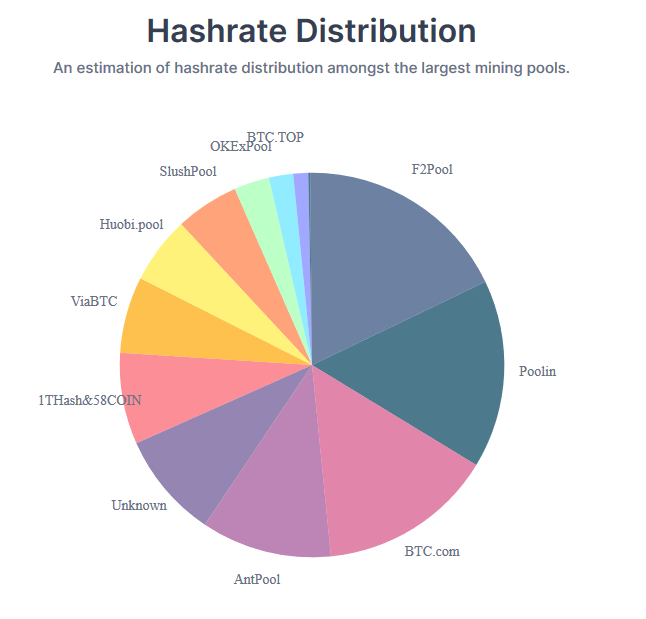 Hashrate Distribution
An estimation of hashrate distribution amongst the largest mining pools.
BTC.TOP
OKExPool
F2Pool
SlushPool
Huobi.pool
ViaBTC
Poolin
1THash&58COIN
Unknown
BTC.com
AntPool